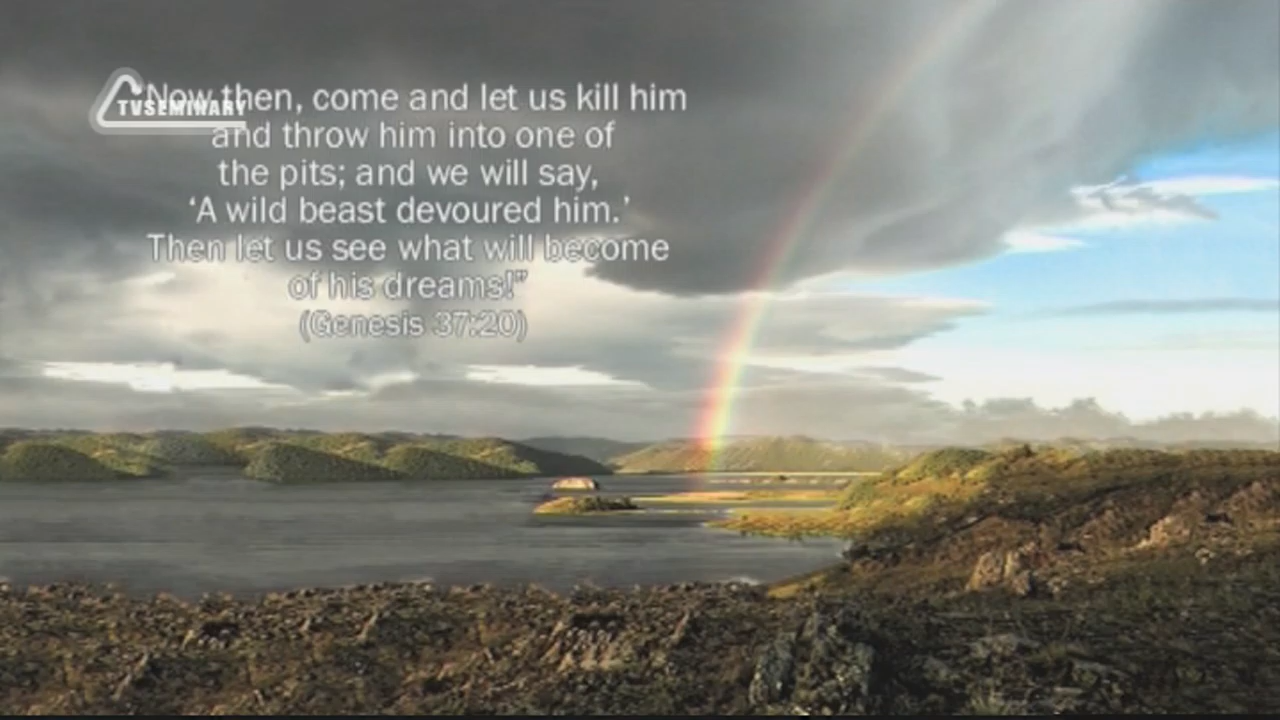 TVSEMINARY
"Now then, come and let us kill him
and throw him into one of
the pits; and we will say,
‘A wild beast devoured him.’
Then let us see what will become
of his dreams!”
(Genesis 37:20)